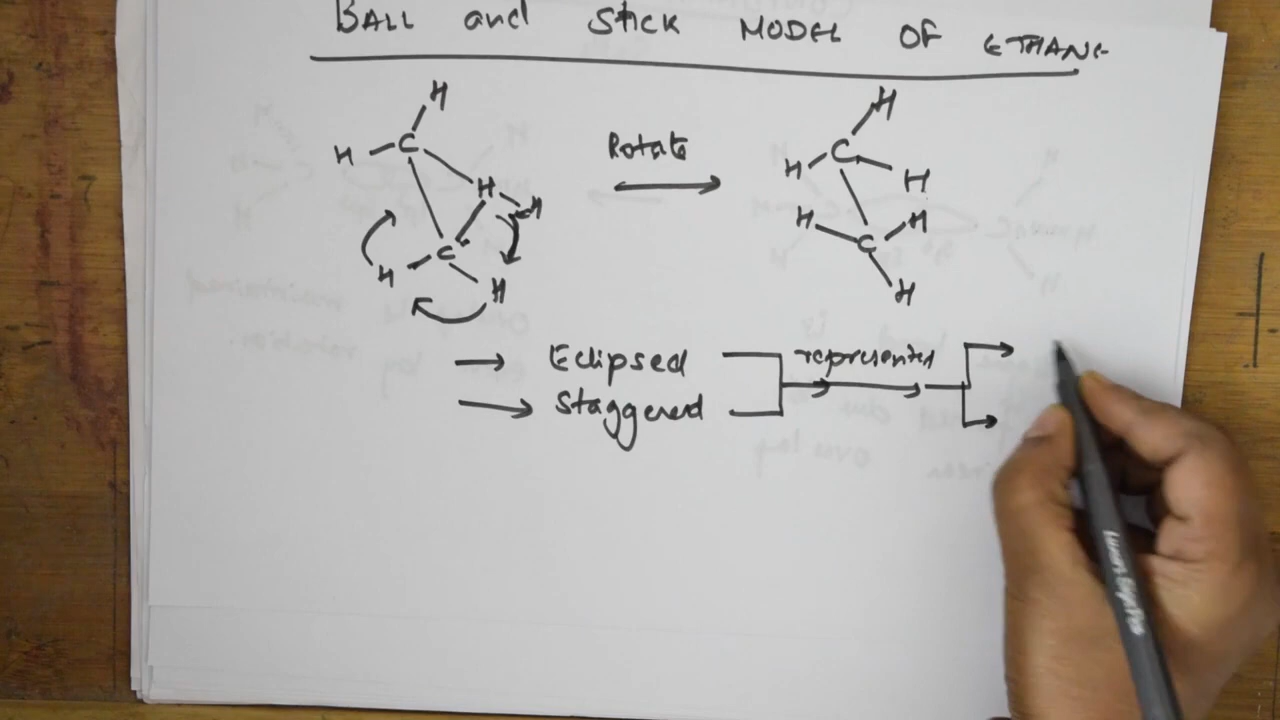 BALL and Stick MODEL OF ETHANE
H H
H C Rotate C
H H H H
H H
C C
H H H
→ Eclipsed represented
→ Staggered